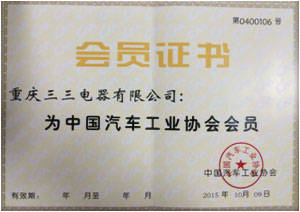 第0400106号
会员证书
重庆三三电器有限公司：
为中国汽车工业协会会员
中国汽车工业协会
有效期： 年 月至 年 月
2015年10月09日